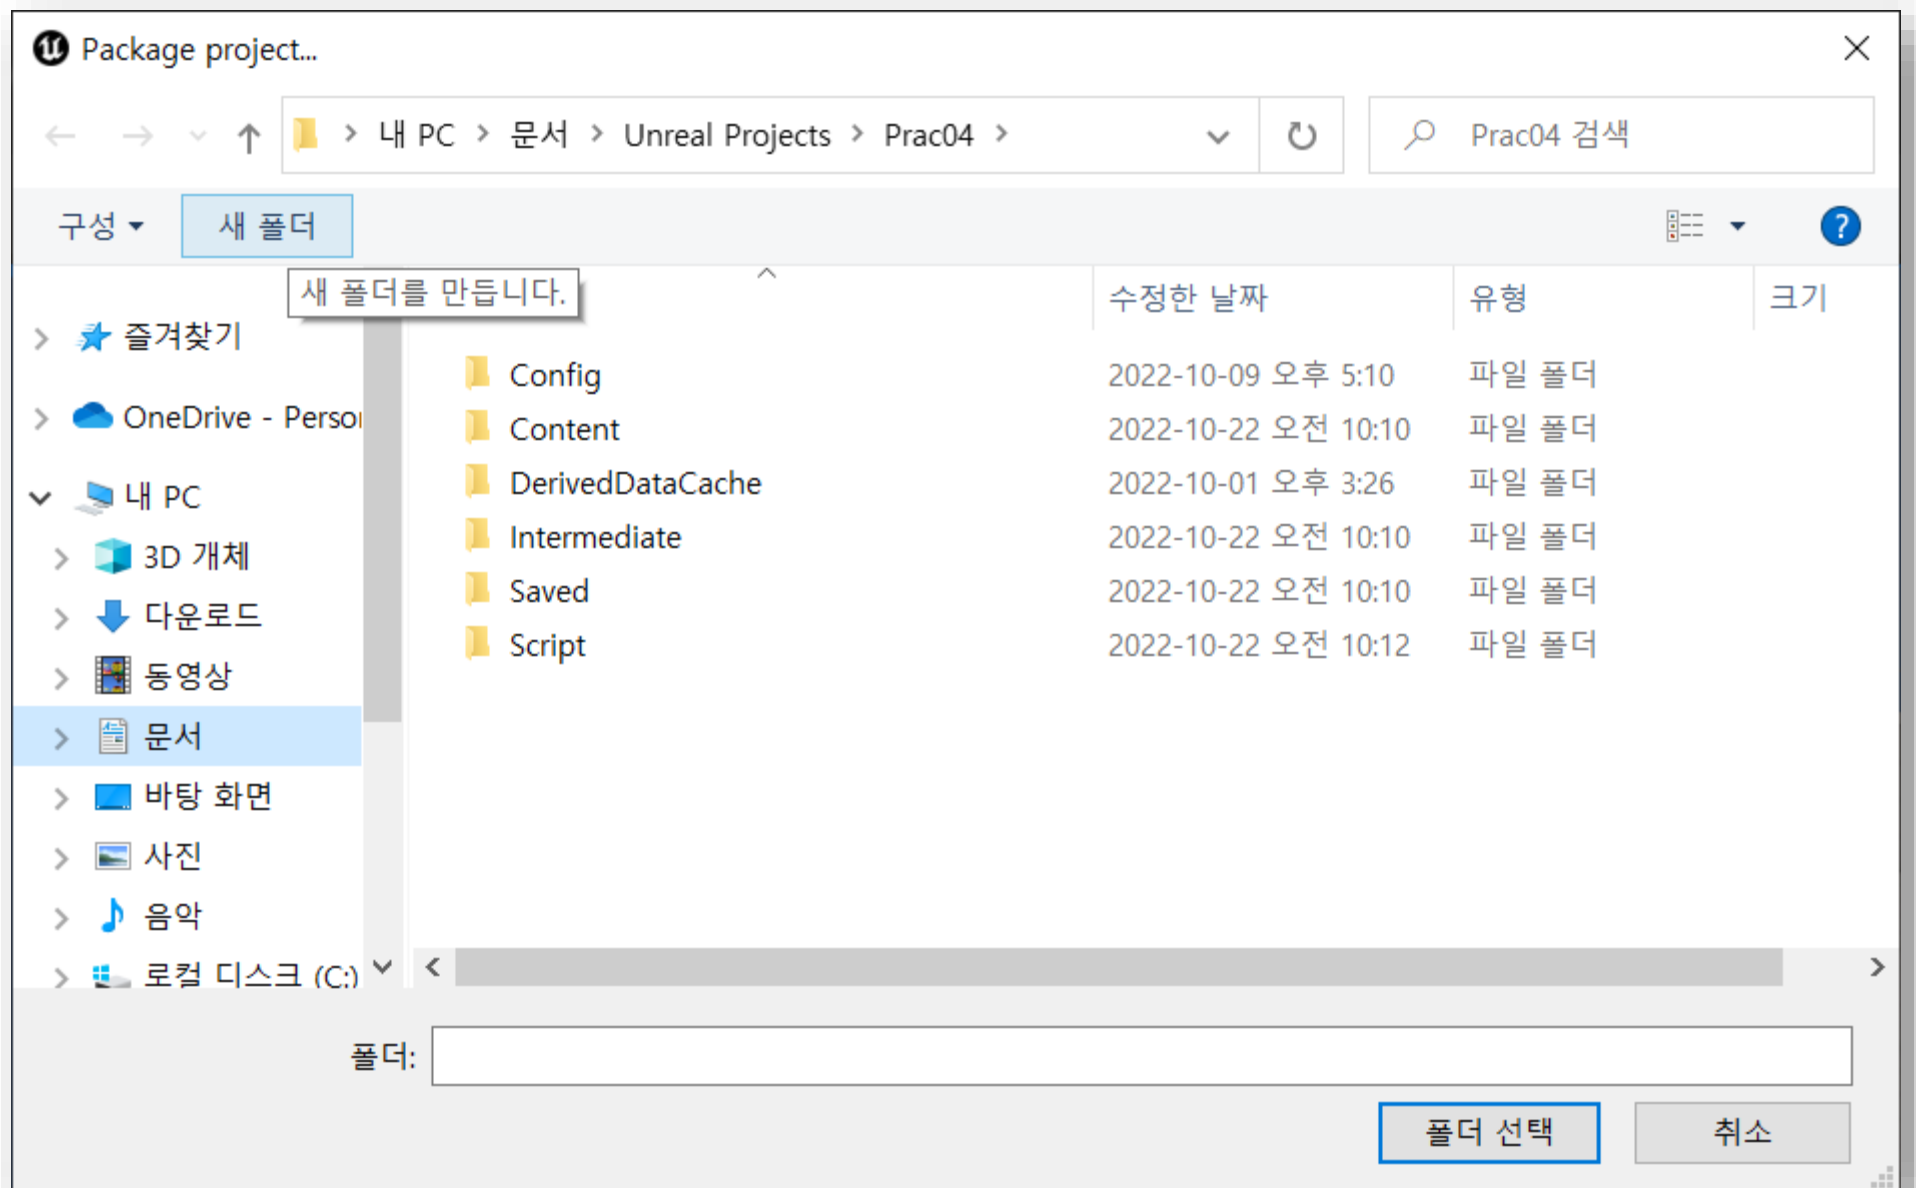 Package project...
내 PC > 문서 > Unreal Projects > Prac04 >
Prac04 검색
구성
새 폴더
새 폴더를 만듭니다.
수정한 날짜 유형 크기
즐겨찾기
OneDrive - Person
내 PC
3D 개체
다운로드
동영상
문서
바탕 화면
사진
음악
로컬 디스크 (C:)
Config 2022-10-09 오후 5:10 파일 폴더
Content 2022-10-22 오전 10:10 파일 폴더
DerivedDataCache 2022-10-01 오후 3:26 파일 폴더
Intermediate 2022-10-22 오전 10:10 파일 폴더
Saved 2022-10-22 오전 10:10 파일 폴더
Script 2022-10-22 오전 10:12 파일 폴더
폴더:
폴더 선택
취소